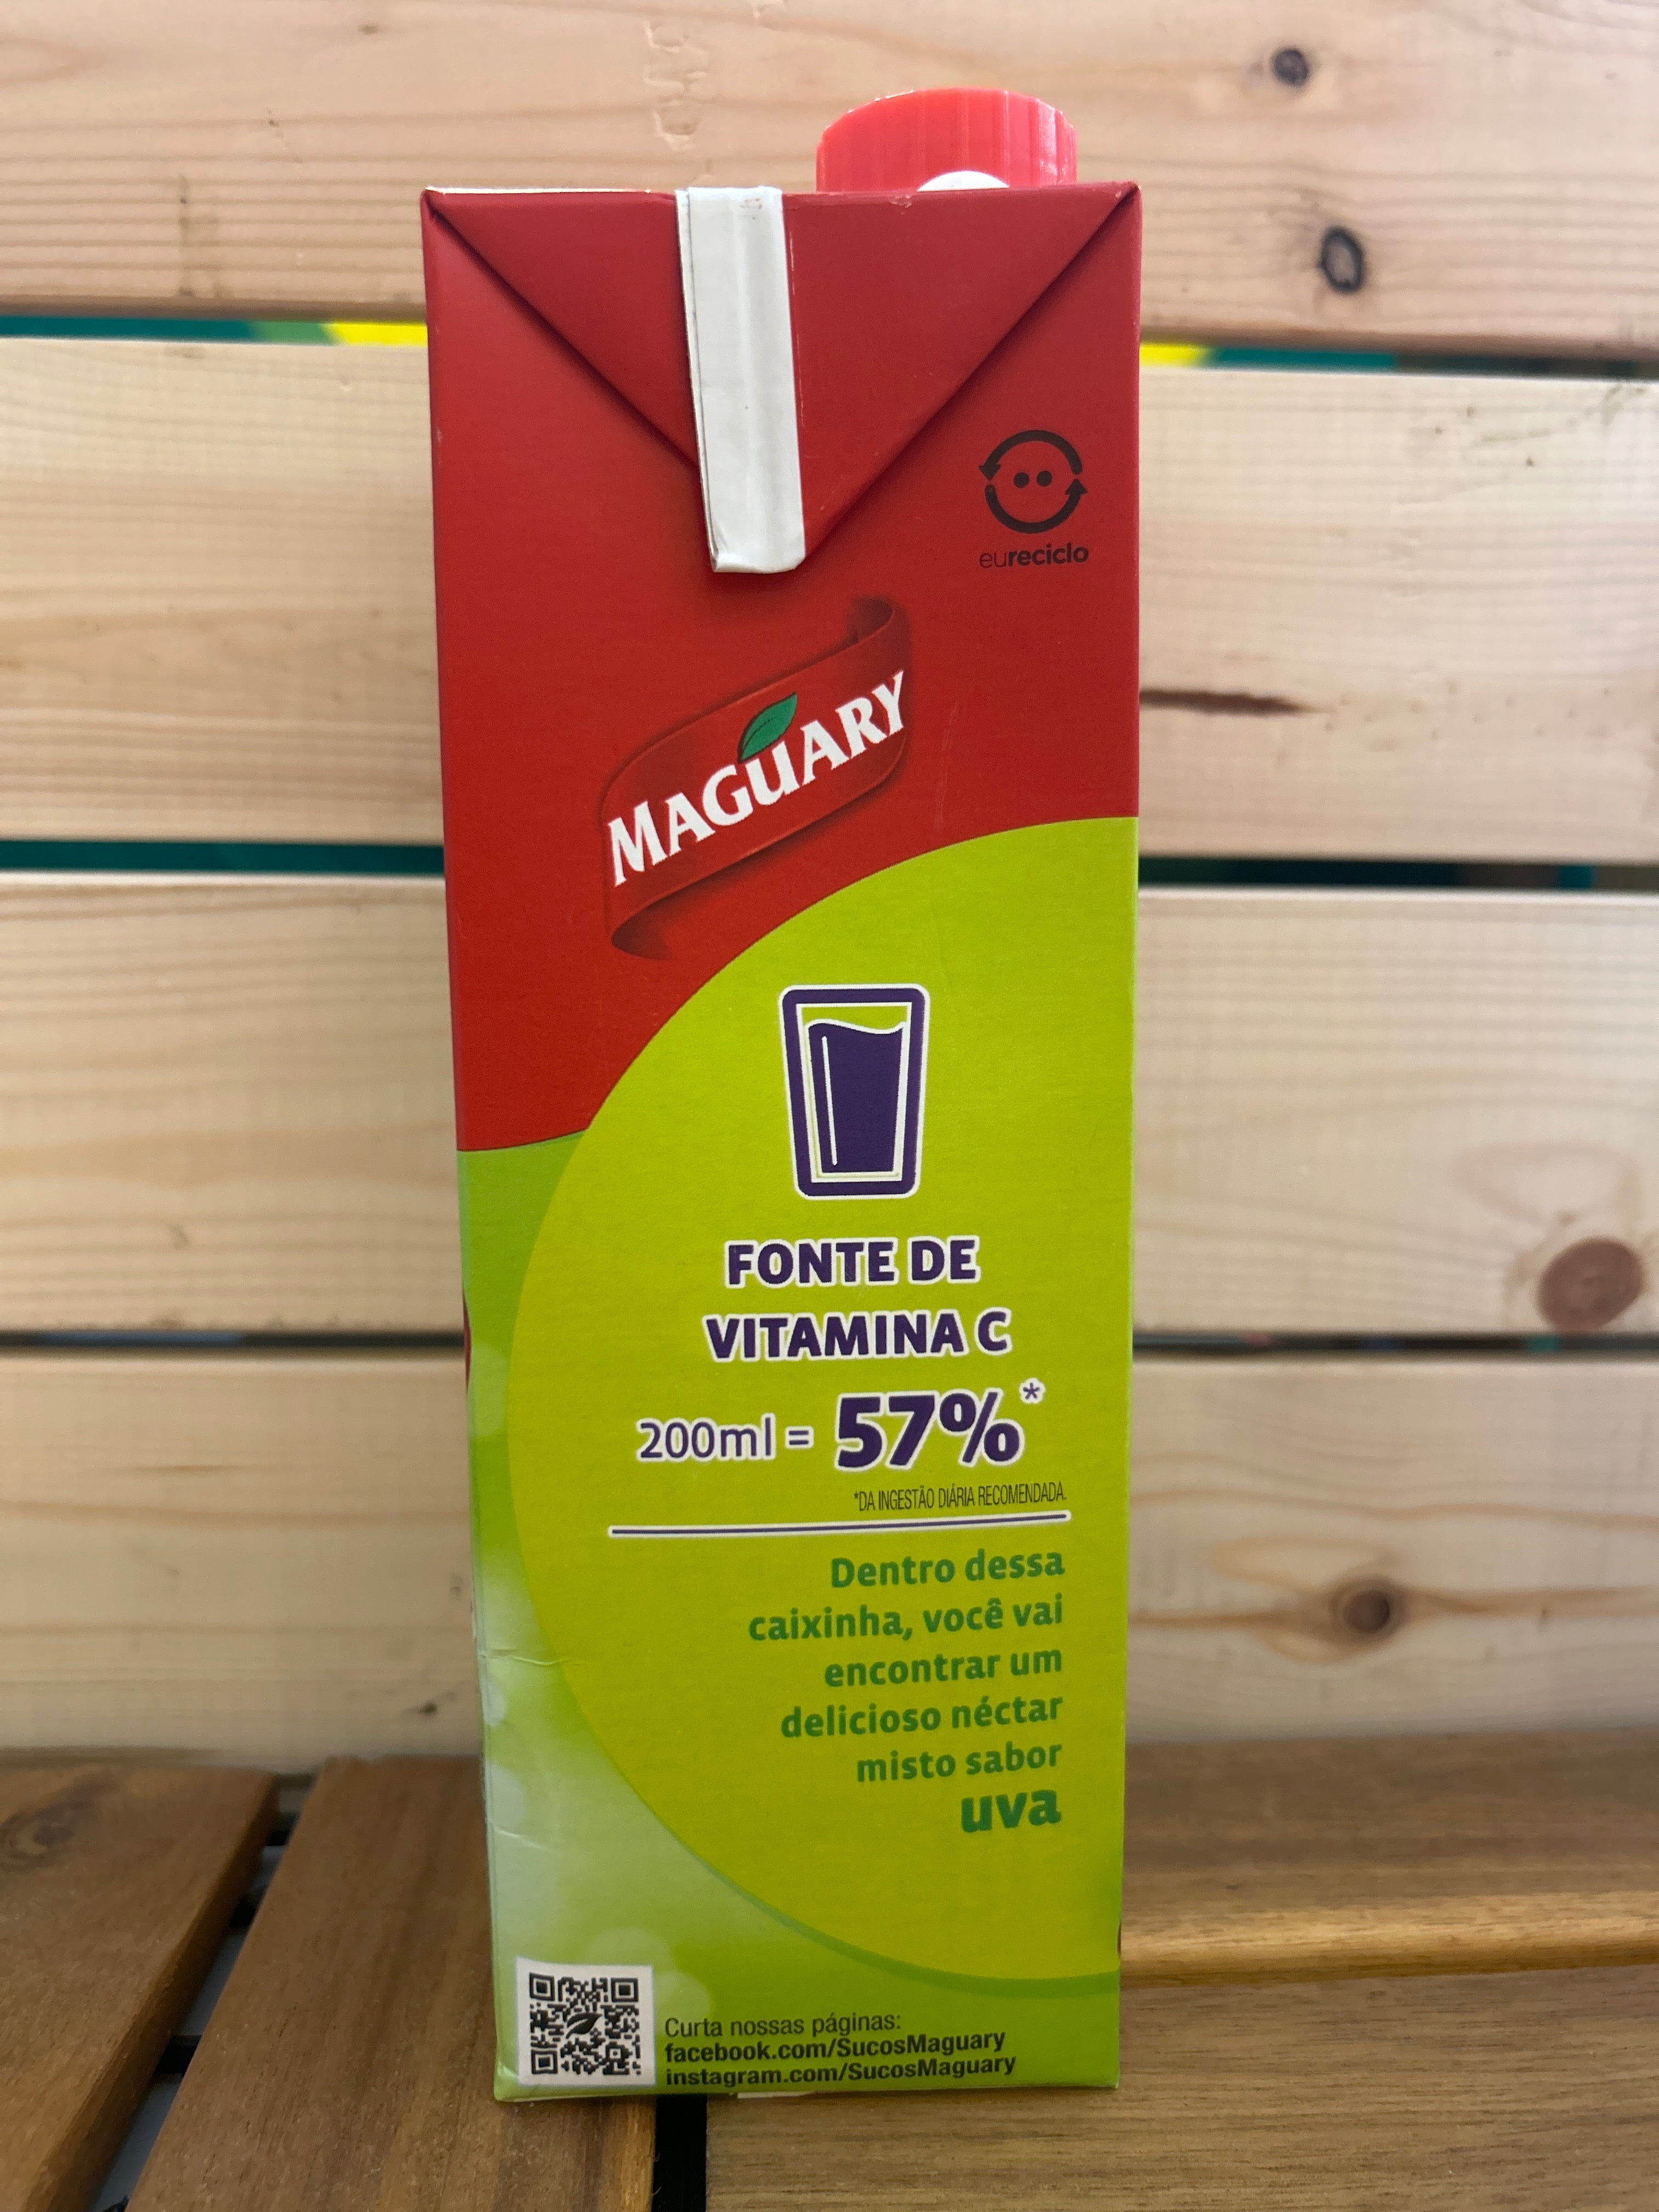 eureciclo
MAGUARY
FONTE DE
VITAMINA C
200ml = 57%*
*DA INGESTÃO DIÁRIA RECOMENDADA.
Dentro dessa
caixinha, você vai
encontrar um
delicioso néctar
misto sabor
uva
Curta nossas páginas:
facebook.com/SucosMaguary
instagram.com/SucosMaguary